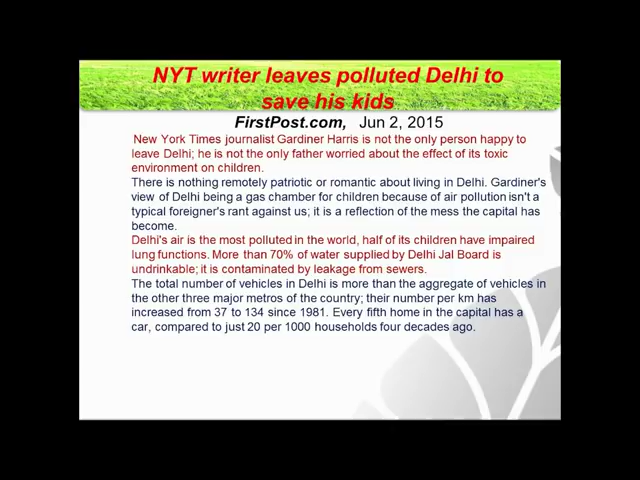 NYT writer leaves polluted Delhi to
save his kids
FirstPost.com, Jun 2, 2015
New York Times journalist Gardiner Harris is not the only person happy to
leave Delhi; he is not the only father worried about the effect of its toxic
environment on children.
There is nothing remotely patriotic or romantic about living in Delhi. Gardiner's
view of Delhi being a gas chamber for children because of air pollution isn't a
typical foreigner's rant against us; it is a reflection of the mess the capital has
become.
Delhi's air is the most polluted in the world, half of its children have impaired
lung functions. More than 70% of water supplied by Delhi Jal Board is
undrinkable; it is contaminated by leakage from sewers.
The total number of vehicles in Delhi is more than the aggregate of vehicles in
the other three major metros of the country; their number per km has
increased from 37 to 134 since 1981. Every fifth home in the capital has a
car, compared to just 20 per 1000 households four decades ago.